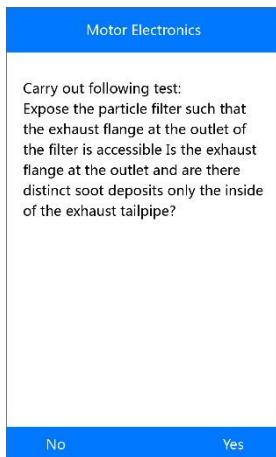 Motor Electronics
Carry out following test:
Expose the particle filter such that
the exhaust flange at the outlet of
the filter is accessible Is the exhaust
flange at the outlet and are there
distinct soot deposits only the inside
of the exhaust tailpipe?
No Yes